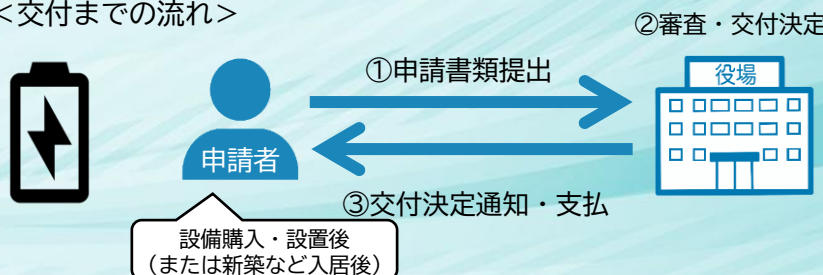 ＜交付までの流れ＞
②審査・交付決定
①申請書類提出
役場
申請者
③交付決定通知・支払
設備購入・設置後
（または新築など入居後）